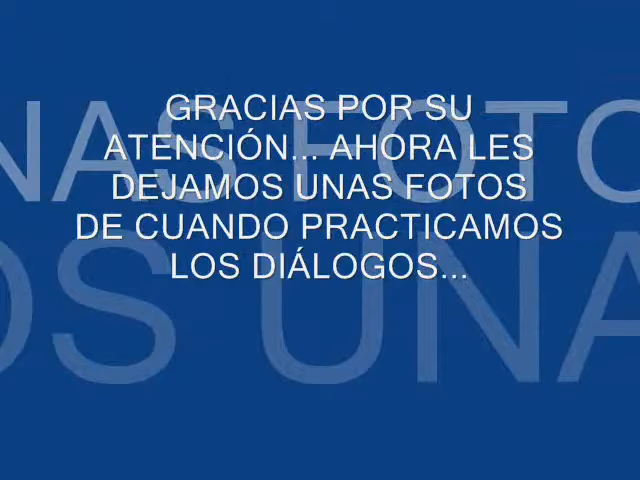 GRACIAS POR SU
ATENCIÓN... AHORA LES
DEJAMOS UNAS FOTOS
DE CUANDO PRACTICAMOS
LOS DIÁLOGOS...